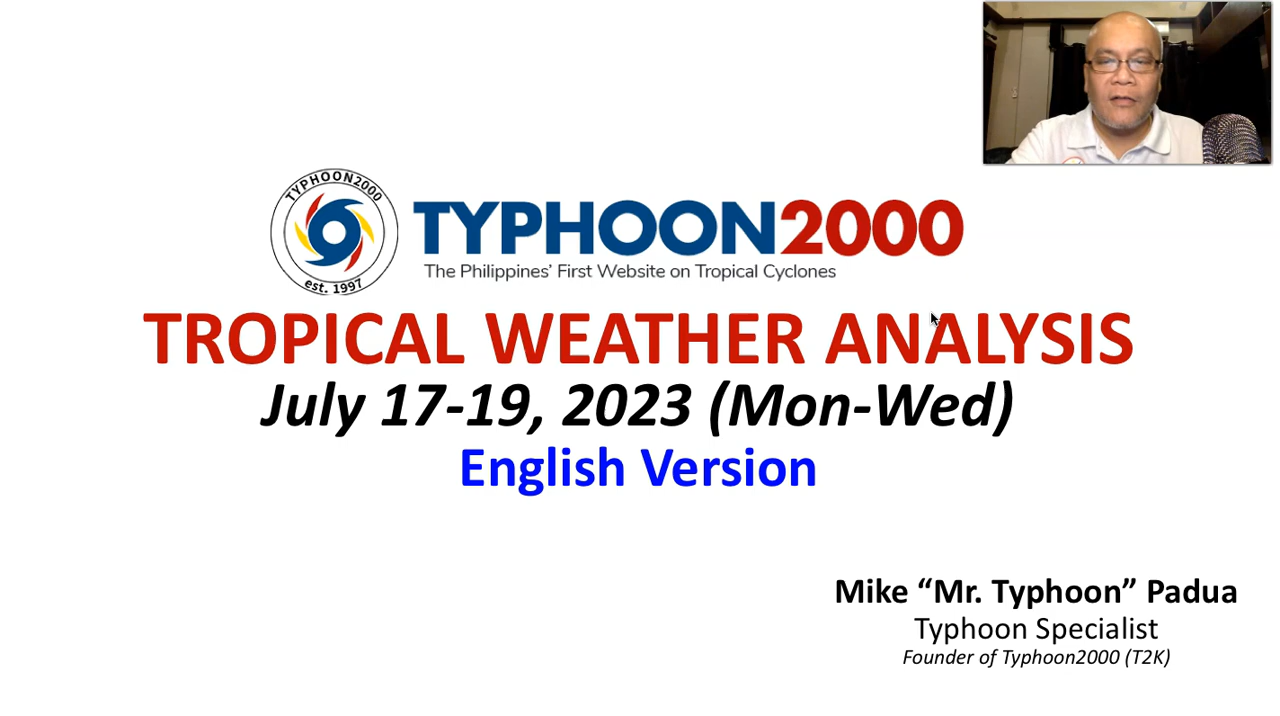 TYPHOON2000
est. 1997
TYPHOON2000
The Philippines' First Website on Tropical Cyclones
TROPICAL WEATHER ANALYSIS
July 17-19, 2023 (Mon-Wed)
English Version
Mike “Mr. Typhoon” Padua
Typhoon Specialist
Founder of Typhoon2000 (T2K)